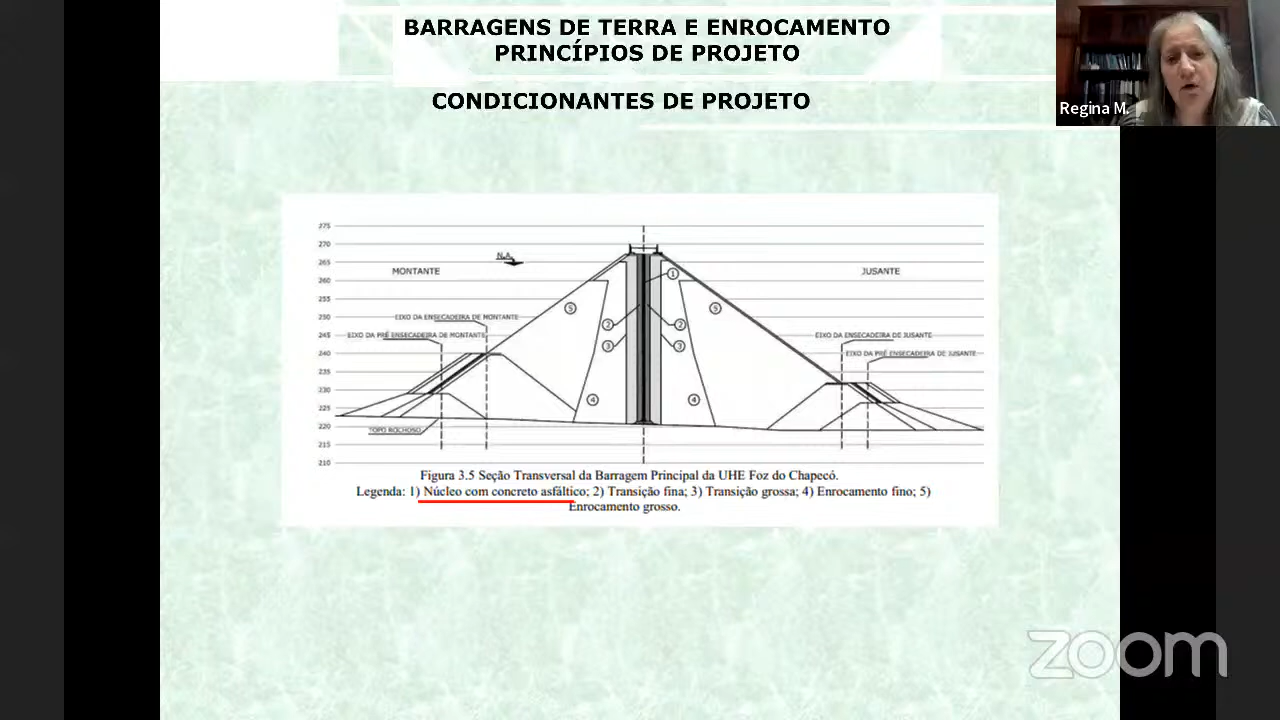 BARRAGENS DE TERRA E ENROCAMENTO
PRINCÍPIOS DE PROJETO
Regina M.
CONDICIONANTES DE PROJETO
275
270
N.A.
265
MONTANTE
1
JUSANTE
260
255
5
5
250
EIXO DA ENSECADEIRA DE MONTANTE
2
2
245
EIXO DA PRÉ ENSECADEIRA DE MONTANTE
EIXO DA ENSECADEIRA DE JUSANTE
3
3
240
EIXO DA PRÉ ENSECADEIRA DE JUSANTE
235
230
4
4
225
220
TOPO ROCHOSO
215
210
Figura 3.5 Seção Transversal da Barragem Principal da UHE Foz do Chapecó.
Legenda: 1) Núcleo com concreto asfáltico; 2) Transição fina; 3) Transição grossa; 4) Enrocamento fino; 5)
Enrocamento grosso.
zoom